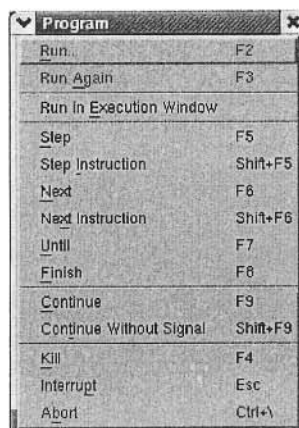 Program
Run... F2
Run Again F3
Run In Execution Window
Step F5
Step Instruction Shift+F5
Next F6
Next Instruction Shift+F6
Until F7
Finish F8
Continue F9
Continue Without Signal Shift+F9
Kill F4
Interrupt Esc
Abort Ctrl+\